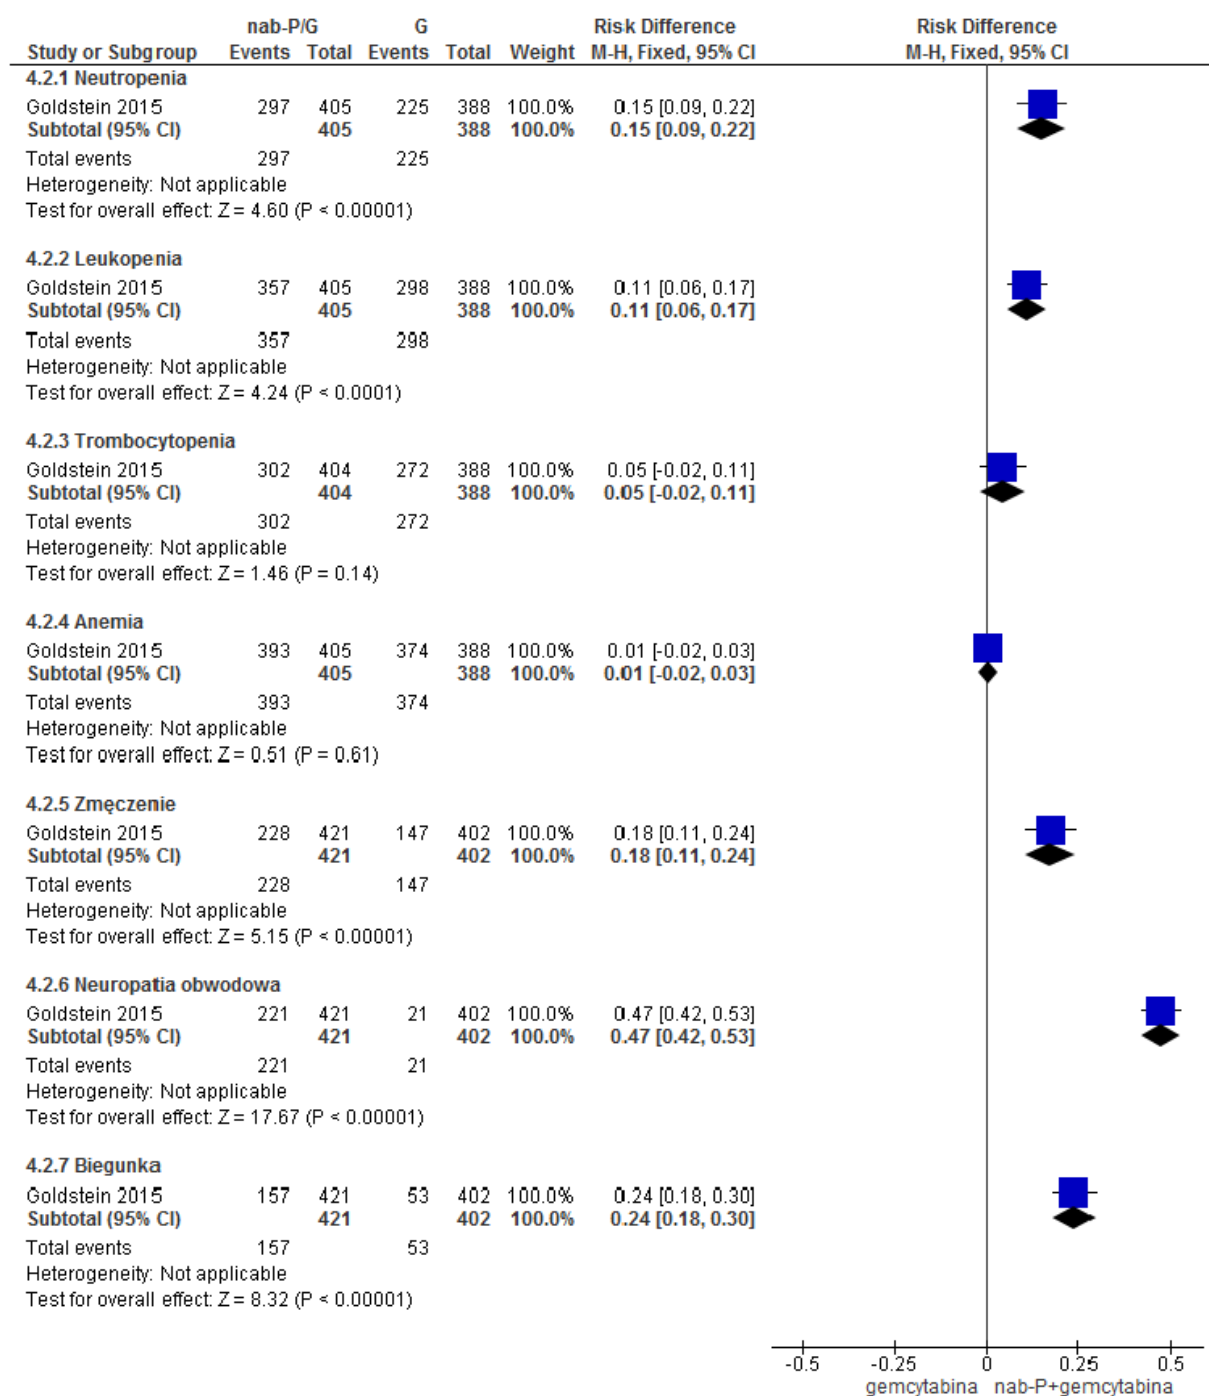 nab-P/G G Risk Difference Risk Difference
Study or Subgroup Events Total Events Total Weight M-H, Fixed, 95% CI M-H, Fixed, 95% CI
4.2.1 Neutropenia
Goldstein 2015 297 405 225 388 100.0% 0.15 [0.09, 0.22]
Subtotal (95% CI) 405 388 100.0% 0.15 [0.09, 0.22]
Total events 297 225
Heterogeneity: Not applicable
Test for overall effect: Z = 4.60 (P < 0.00001)
4.2.2 Leukopenia
Goldstein 2015 357 405 298 388 100.0% 0.11 [0.06, 0.17]
Subtotal (95% CI) 405 388 100.0% 0.11 [0.06, 0.17]
Total events 357 298
Heterogeneity: Not applicable
Test for overall effect: Z = 4.24 (P < 0.0001)
4.2.3 Trombocytopenia
Goldstein 2015 302 404 272 388 100.0% 0.05 [-0.02, 0.11]
Subtotal (95% CI) 404 388 100.0% 0.05 [-0.02, 0.11]
Total events 302 272
Heterogeneity: Not applicable
Test for overall effect: Z = 1.46 (P = 0.14)
4.2.4 Anemia
Goldstein 2015 393 405 374 388 100.0% 0.01 [-0.02, 0.03]
Subtotal (95% CI) 405 388 100.0% 0.01 [-0.02, 0.03]
Total events 393 374
Heterogeneity: Not applicable
Test for overall effect: Z = 0.51 (P = 0.61)
4.2.5 Zmęczenie
Goldstein 2015 228 421 147 402 100.0% 0.18 [0.11, 0.24]
Subtotal (95% CI) 421 402 100.0% 0.18 [0.11, 0.24]
Total events 228 147
Heterogeneity: Not applicable
Test for overall effect: Z = 5.15 (P < 0.00001)
4.2.6 Neuropatia obwodowa
Goldstein 2015 221 421 21 402 100.0% 0.47 [0.42, 0.53]
Subtotal (95% CI) 421 402 100.0% 0.47 [0.42, 0.53]
Total events 221 21
Heterogeneity: Not applicable
Test for overall effect: Z = 17.67 (P < 0.00001)
4.2.7 Biegunka
Goldstein 2015 157 421 53 402 100.0% 0.24 [0.18, 0.30]
Subtotal (95% CI) 421 402 100.0% 0.24 [0.18, 0.30]
Total events 157 53
Heterogeneity: Not applicable
Test for overall effect: Z = 8.32 (P < 0.00001)
-0.5 -0.25 0 0.25 0.5
gemcytabina nab-P+gemcytabina